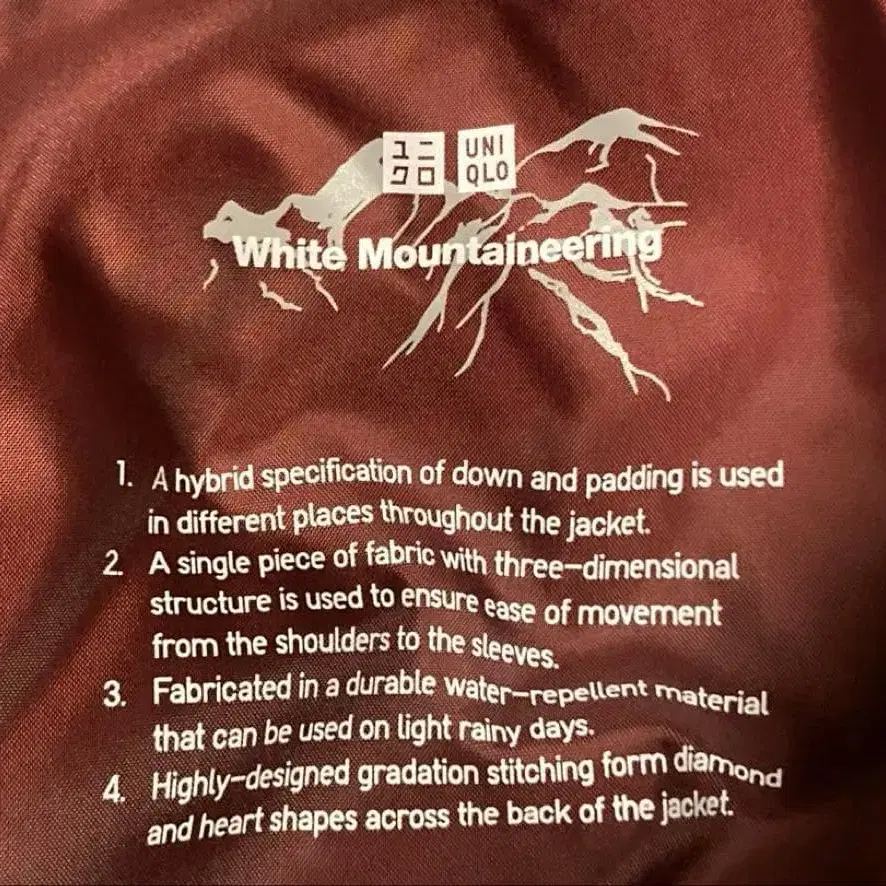 ユニ UNI
クロ QLO
White Mountaineering
1. A hybrid specification of down and padding is used
in different places throughout the jacket.
2. A single piece of fabric with three-dimensional
structure is used to ensure ease of movement
from the shoulders to the sleeves.
3. Fabricated in a durable water-repellent material
that can be used on light rainy days.
4. Highly-designed gradation stitching form diamond
and heart shapes across the back of the jacket.